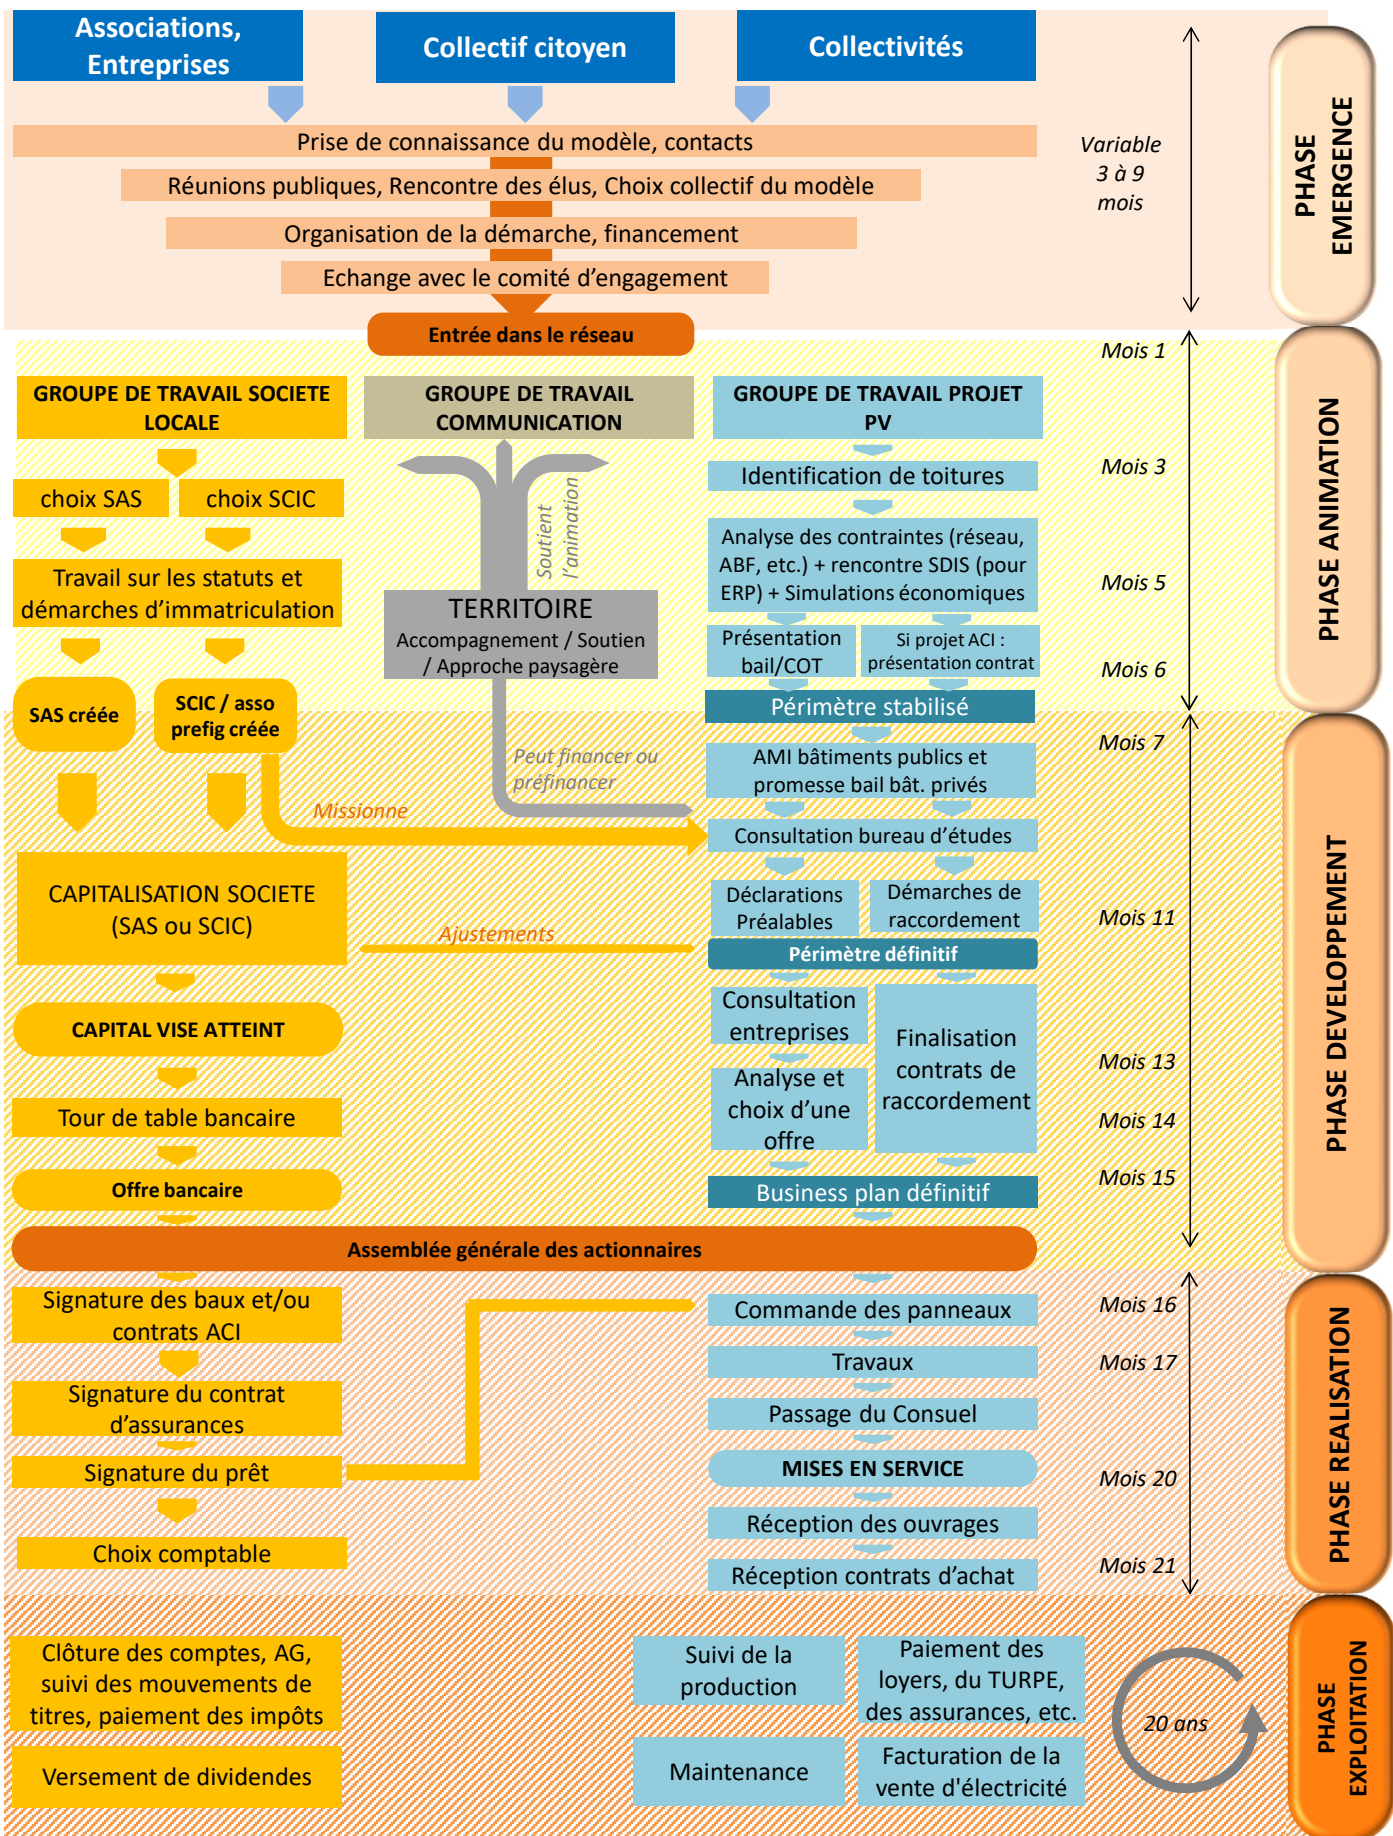 Associations,
Entreprises
Collectif citoyen
Collectivités
Prise de connaissance du modèle, contacts
Réunions publiques, Rencontre des élus, Choix collectif du modèle
Organisation de la démarche, financement
Echange avec le comité d'engagement
Entrée dans le réseau
Variable
3 à 9
mois
PHASE
EMERGENCE
GROUPE DE TRAVAIL SOCIETE
LOCALE
choix SAS
choix SCIC
Travail sur les statuts et
démarches d'immatriculation
SAS créée
SCIC / asso
prefig créée
GROUPE DE TRAVAIL
COMMUNICATION
Soutient
l'animation
TERRITOIRE
Accompagnement / Soutien
/ Approche paysagère
Peut financer ou
préfinancer
Missionne
GROUPE DE TRAVAIL PROJET
PV
Identification de toitures
Analyse des contraintes (réseau,
ABF, etc.) + rencontre SDIS (pour
ERP) + Simulations économiques
Présentation
bail/COT
Si projet ACI :
présentation contrat
Périmètre stabilisé
Mois 1
Mois 3
Mois 5
Mois 6
PHASE ANIMATION
AMI bâtiments publics et
promesse bail bât. privés
Consultation bureau d'études
Déclarations
Préalables
Démarches de
raccordement
Périmètre définitif
Consultation
entreprises
Analyse et
choix d'une
offre
Finalisation
contrats de
raccordement
Business plan définitif
CAPITALISATION SOCIETE
(SAS ou SCIC)
Ajustements
CAPITAL VISE ATTEINT
Tour de table bancaire
Offre bancaire
Assemblée générale des actionnaires
Mois 7
Mois 11
Mois 13
Mois 14
Mois 15
PHASE DEVELOPPEMENT
Signature des baux et/ou
contrats ACI
Signature du contrat
d'assurances
Signature du prêt
Choix comptable
Commande des panneaux
Travaux
Passage du Consuel
MISES EN SERVICE
Réception des ouvrages
Réception contrats d'achat
Mois 16
Mois 17
Mois 20
Mois 21
PHASE REALISATION
Clôture des comptes, AG,
suivi des mouvements de
titres, paiement des impôts
Versement de dividendes
Suivi de la
production
Paiement des
loyers, du TURPE,
des assurances, etc.
Maintenance
Facturation de la
vente d'électricité
20 ans
PHASE
EXPLOITATION